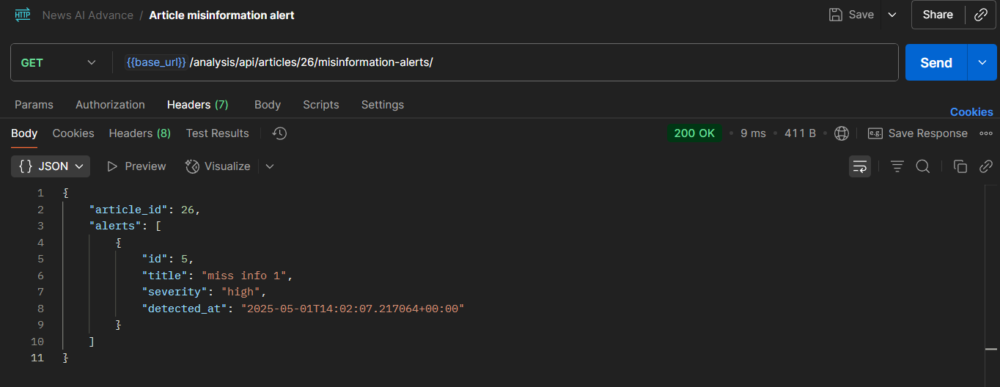 HTTP News AI Advance / Article misinformation alert Save Share
GET {{base_url}}/analysis/api/articles/26/misinformation-alerts/ Send
Params Authorization Headers (7) Body Scripts Settings Cookies
Body Cookies Headers (8) Test Results 200 OK • 9 ms • 411 B • e.g. Save Response
{} JSON Preview Visualize
1 {
2 "article_id": 26,
3 "alerts": [
4 {
5 "id": 5,
6 "title": "miss info 1",
7 "severity": "high",
8 "detected_at": "2025-05-01T14:02:07.217064+00:00"
9 }
10 ]
11 }